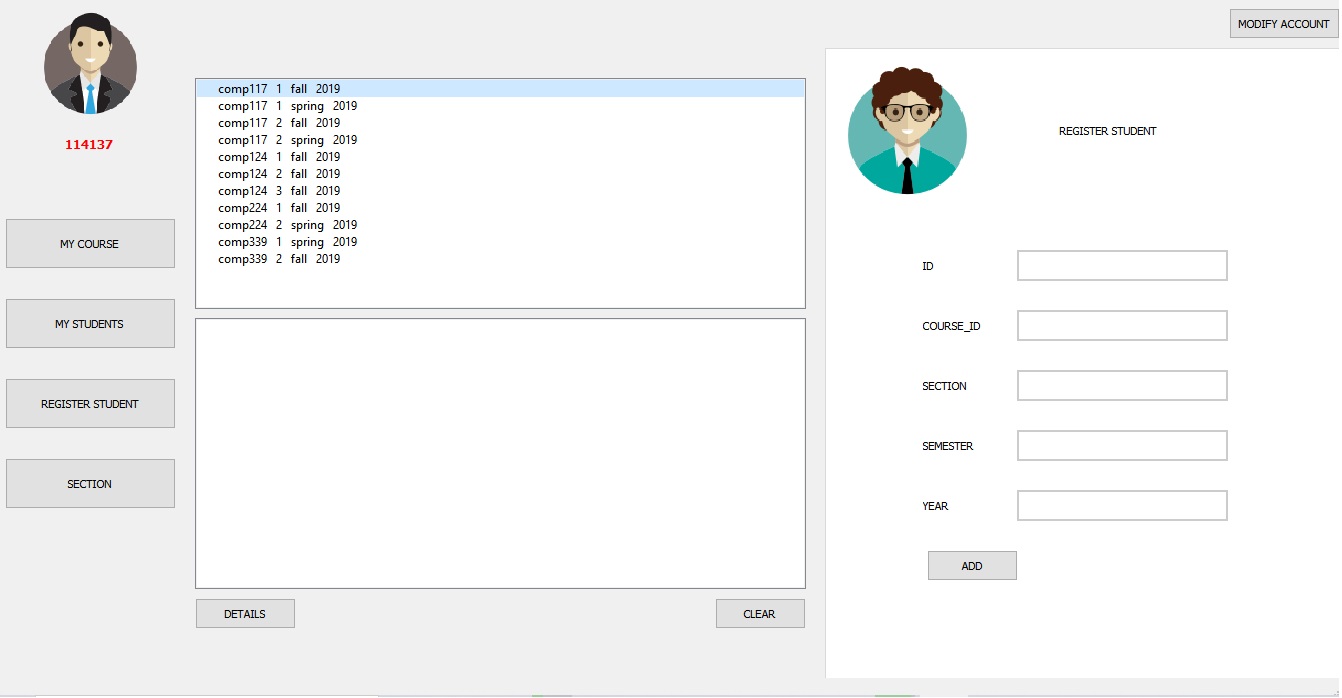 MODIFY ACCOUNT
114137
MY COURSE
MY STUDENTS
REGISTER STUDENT
SECTION
comp117 1 fall 2019
comp117 1 spring 2019
comp117 2 fall 2019
comp117 2 spring 2019
comp124 1 fall 2019
comp124 2 fall 2019
comp124 3 fall 2019
comp224 1 fall 2019
comp224 2 spring 2019
comp339 1 spring 2019
comp339 2 fall 2019
DETAILS
CLEAR
REGISTER STUDENT
ID
COURSE_ID
SECTION
SEMESTER
YEAR
ADD